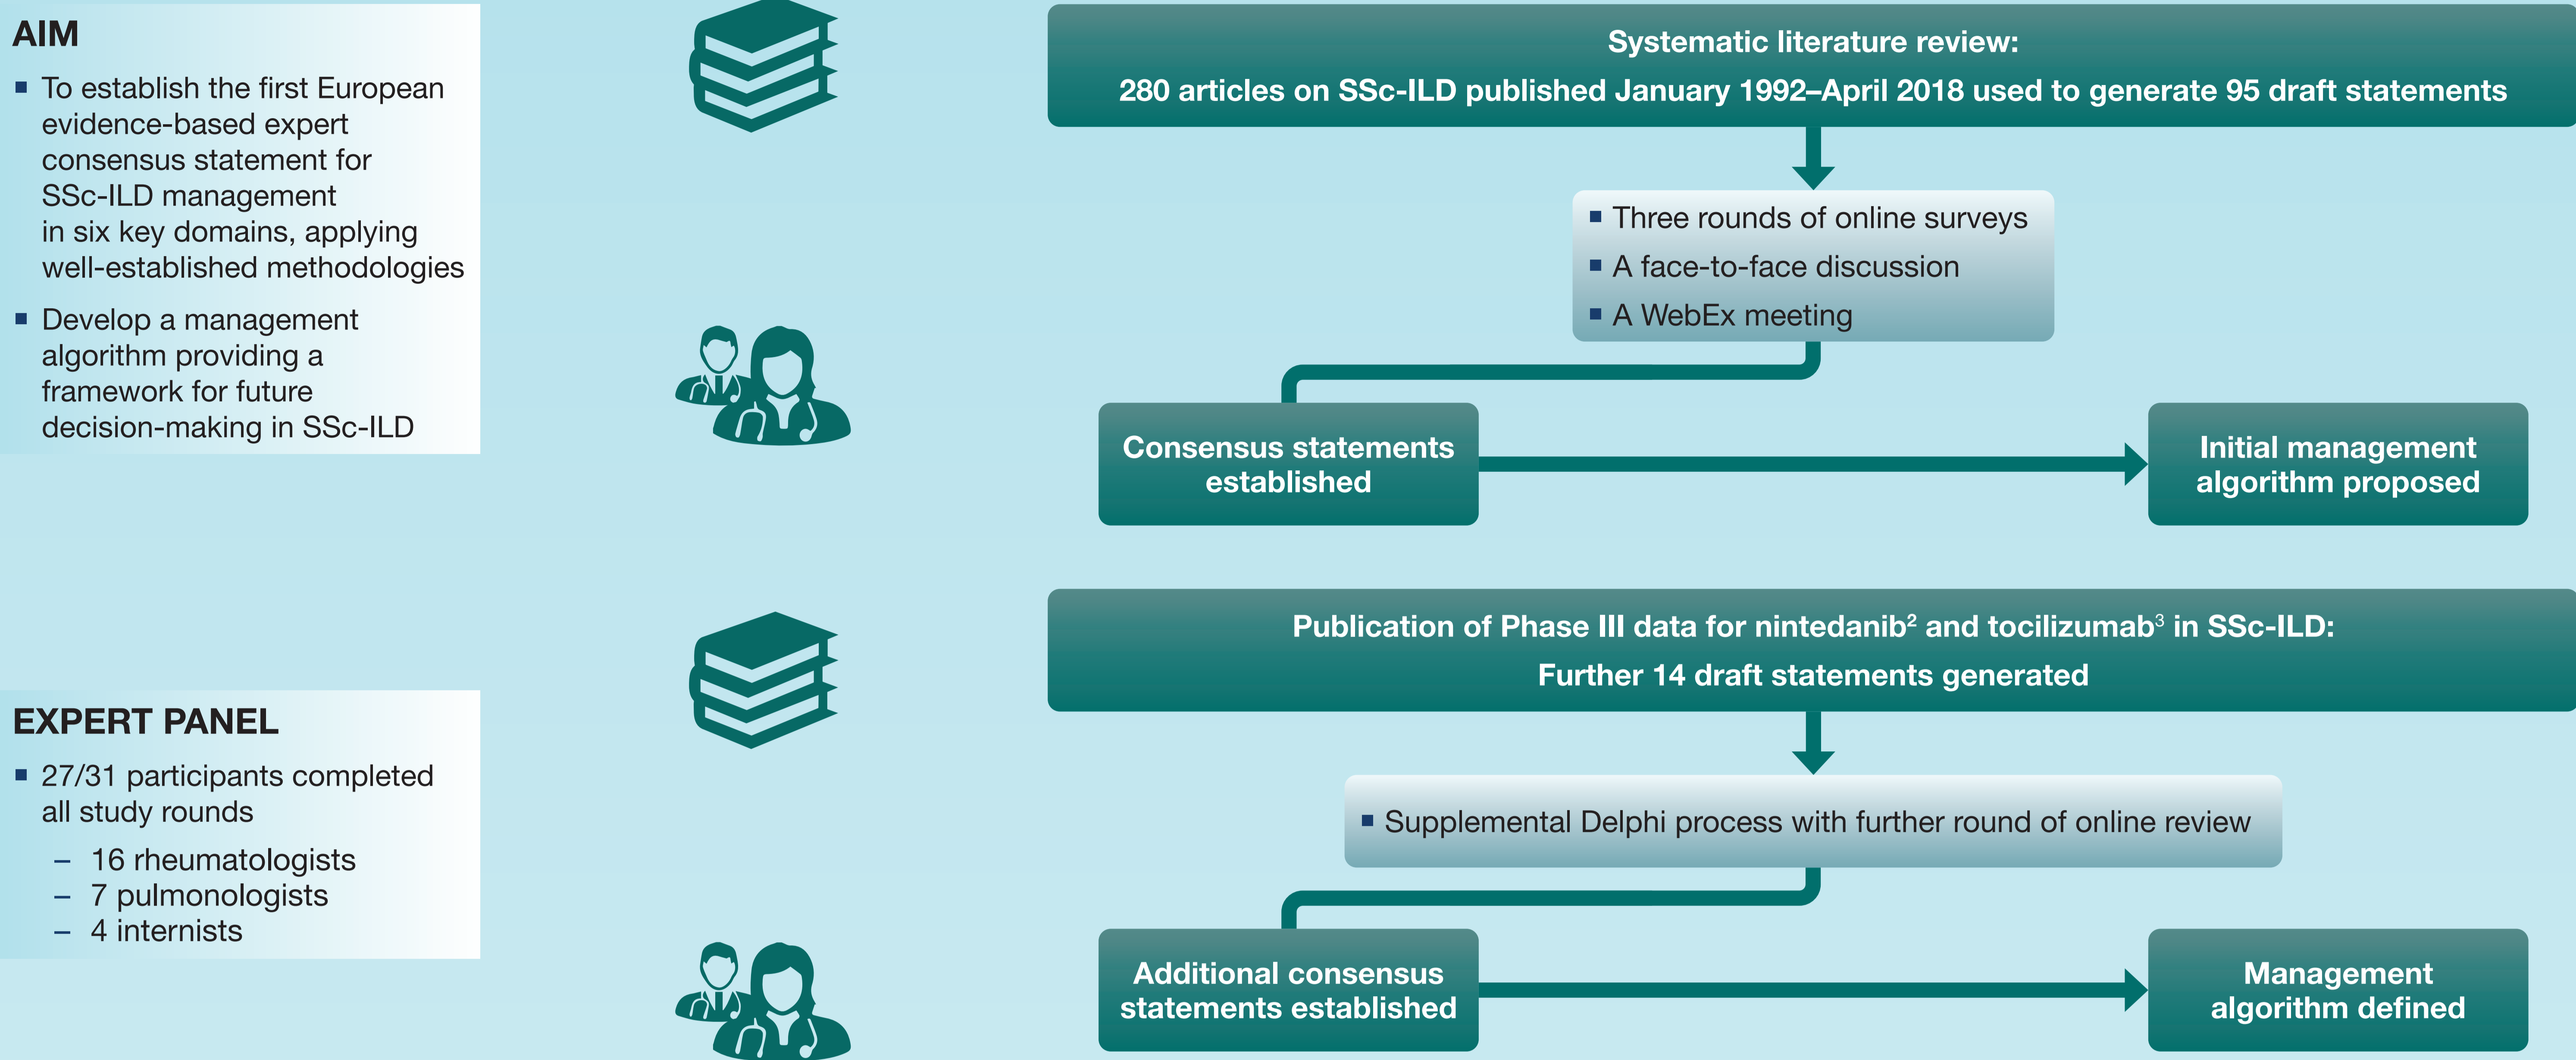 AIM
▪ To establish the first European
evidence-based expert
consensus statement for
SSc-ILD management
in six key domains, applying
well-established methodologies
▪ Develop a management
algorithm providing a
framework for future
decision-making in SSc-ILD
EXPERT PANEL
▪ 27/31 participants completed
all study rounds
– 16 rheumatologists
– 7 pulmonologists
– 4 internists
Systematic literature review:
280 articles on SSc-ILD published January 1992–April 2018 used to generate 95 draft statements
▪ Three rounds of online surveys
▪ A face-to-face discussion
▪ A WebEx meeting
Consensus statements
established
Initial management
algorithm proposed
Publication of Phase III data for nintedanib² and tocilizumab³ in SSc-ILD:
Further 14 draft statements generated
▪ Supplemental Delphi process with further round of online review
Additional consensus
statements established
Management
algorithm defined